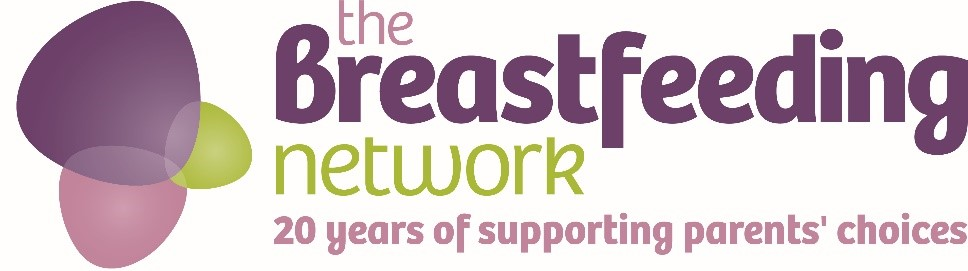 the
Breastfeeding
network
20 years of supporting parents' choices